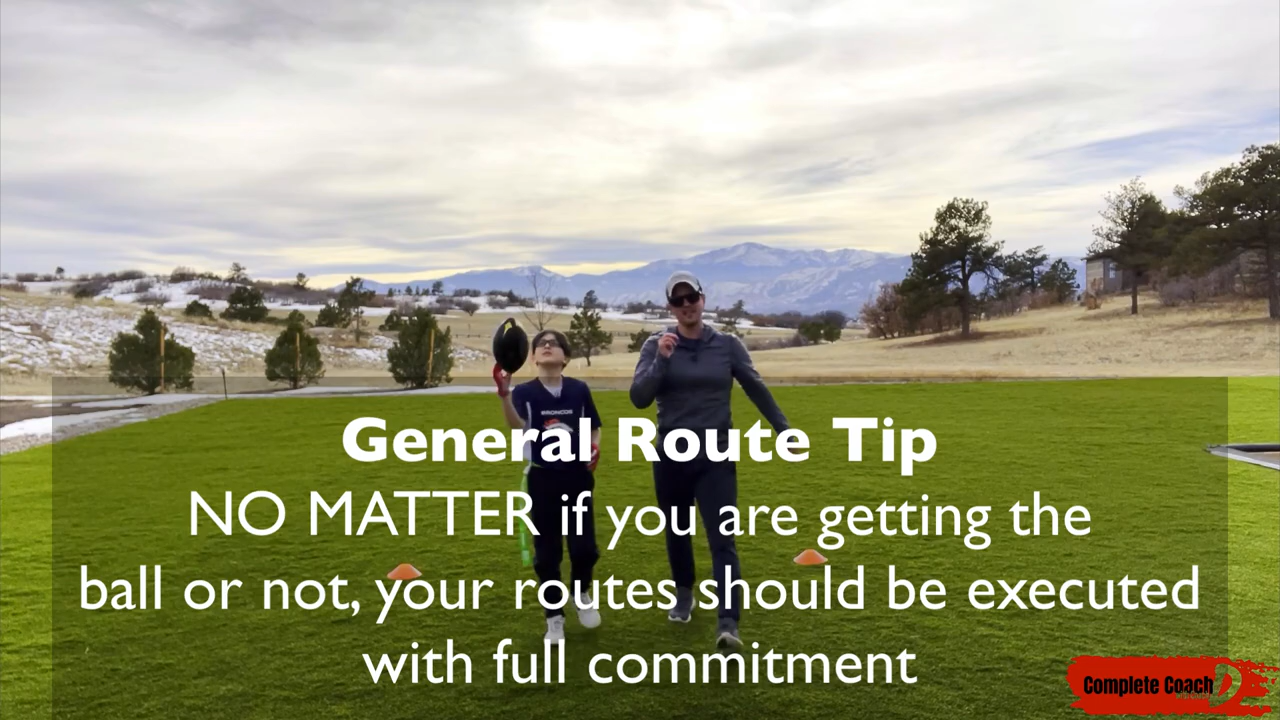 BRONCOS
General Route Tip
NO MATTER if you are getting the
ball or not, your routes should be executed
with full commitment
Complete Coach